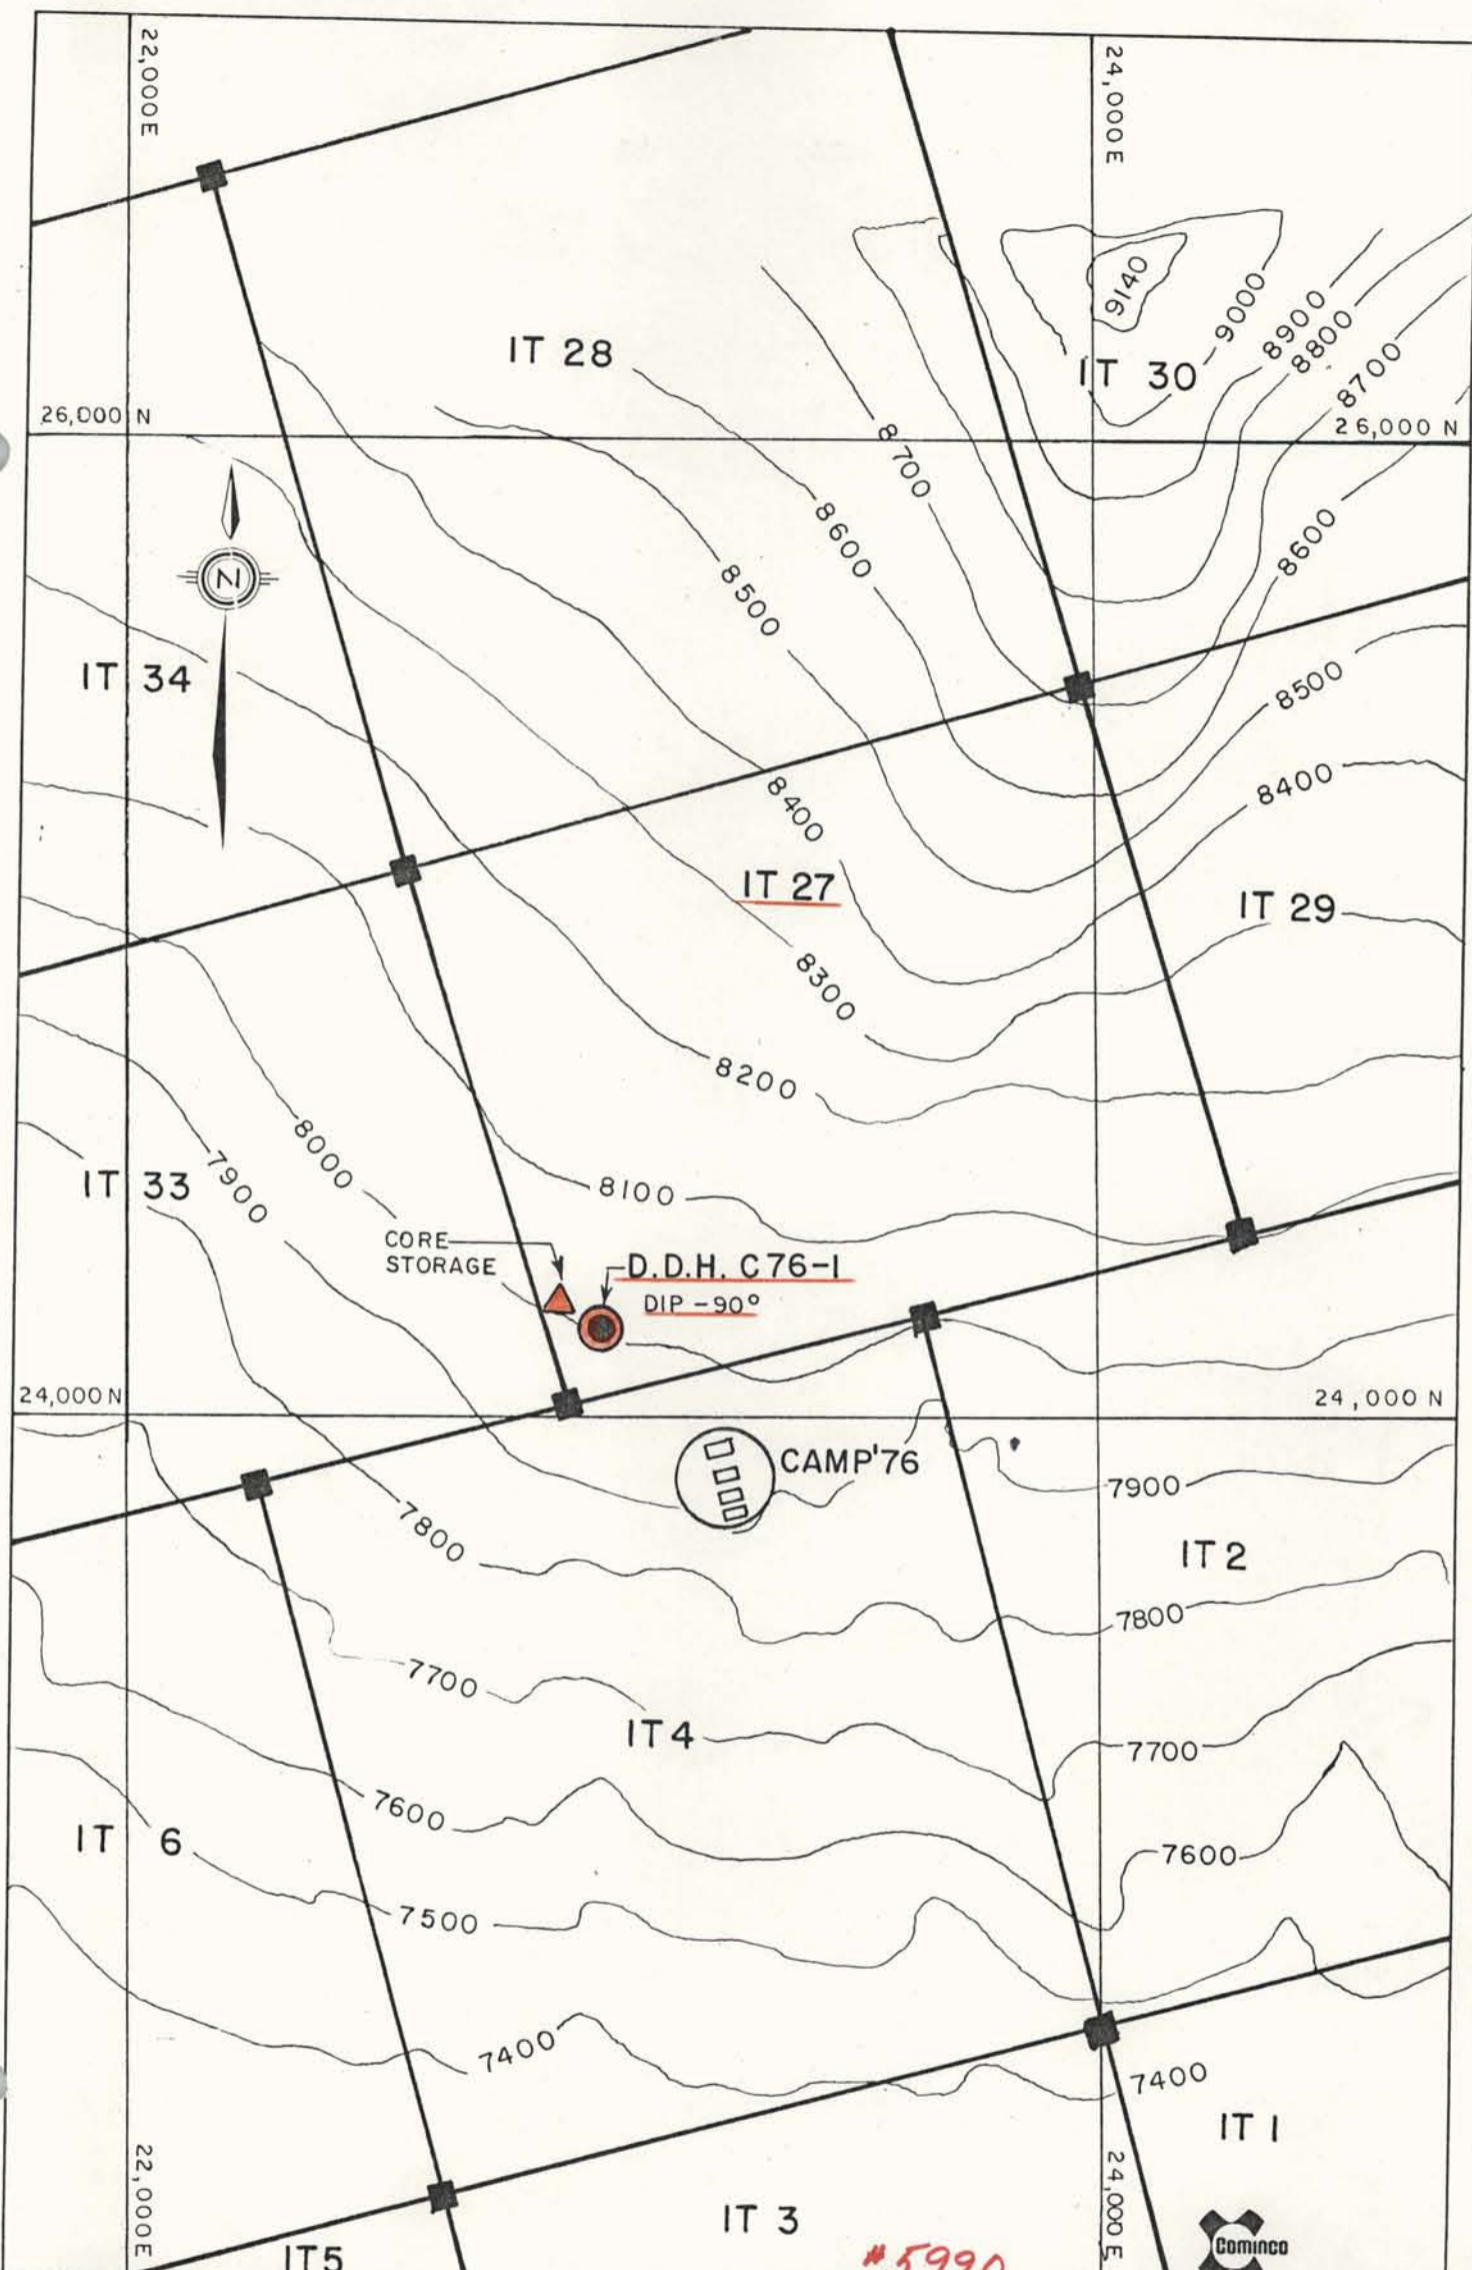 22,000E
24,000E
9140
9000
8900
8800
8700
IT 28
IT 30
26,000 N
26,000 N
8700
8600
8600
8500
N
IT 34
8500
8400
8400
IT 27
IT 29
8300
8200
8000
7900
IT 33
8100
CORE
STORAGE
D.D.H. C76-1
DIP -90°
24,000 N
24,000 N
CAMP'76
7900
7800
IT 2
7800
7700
IT 4
7700
7600
7600
IT 6
7500
7400
7400
IT 1
22,000E
24,000E
IT 3
Cominco
IT5
#5990